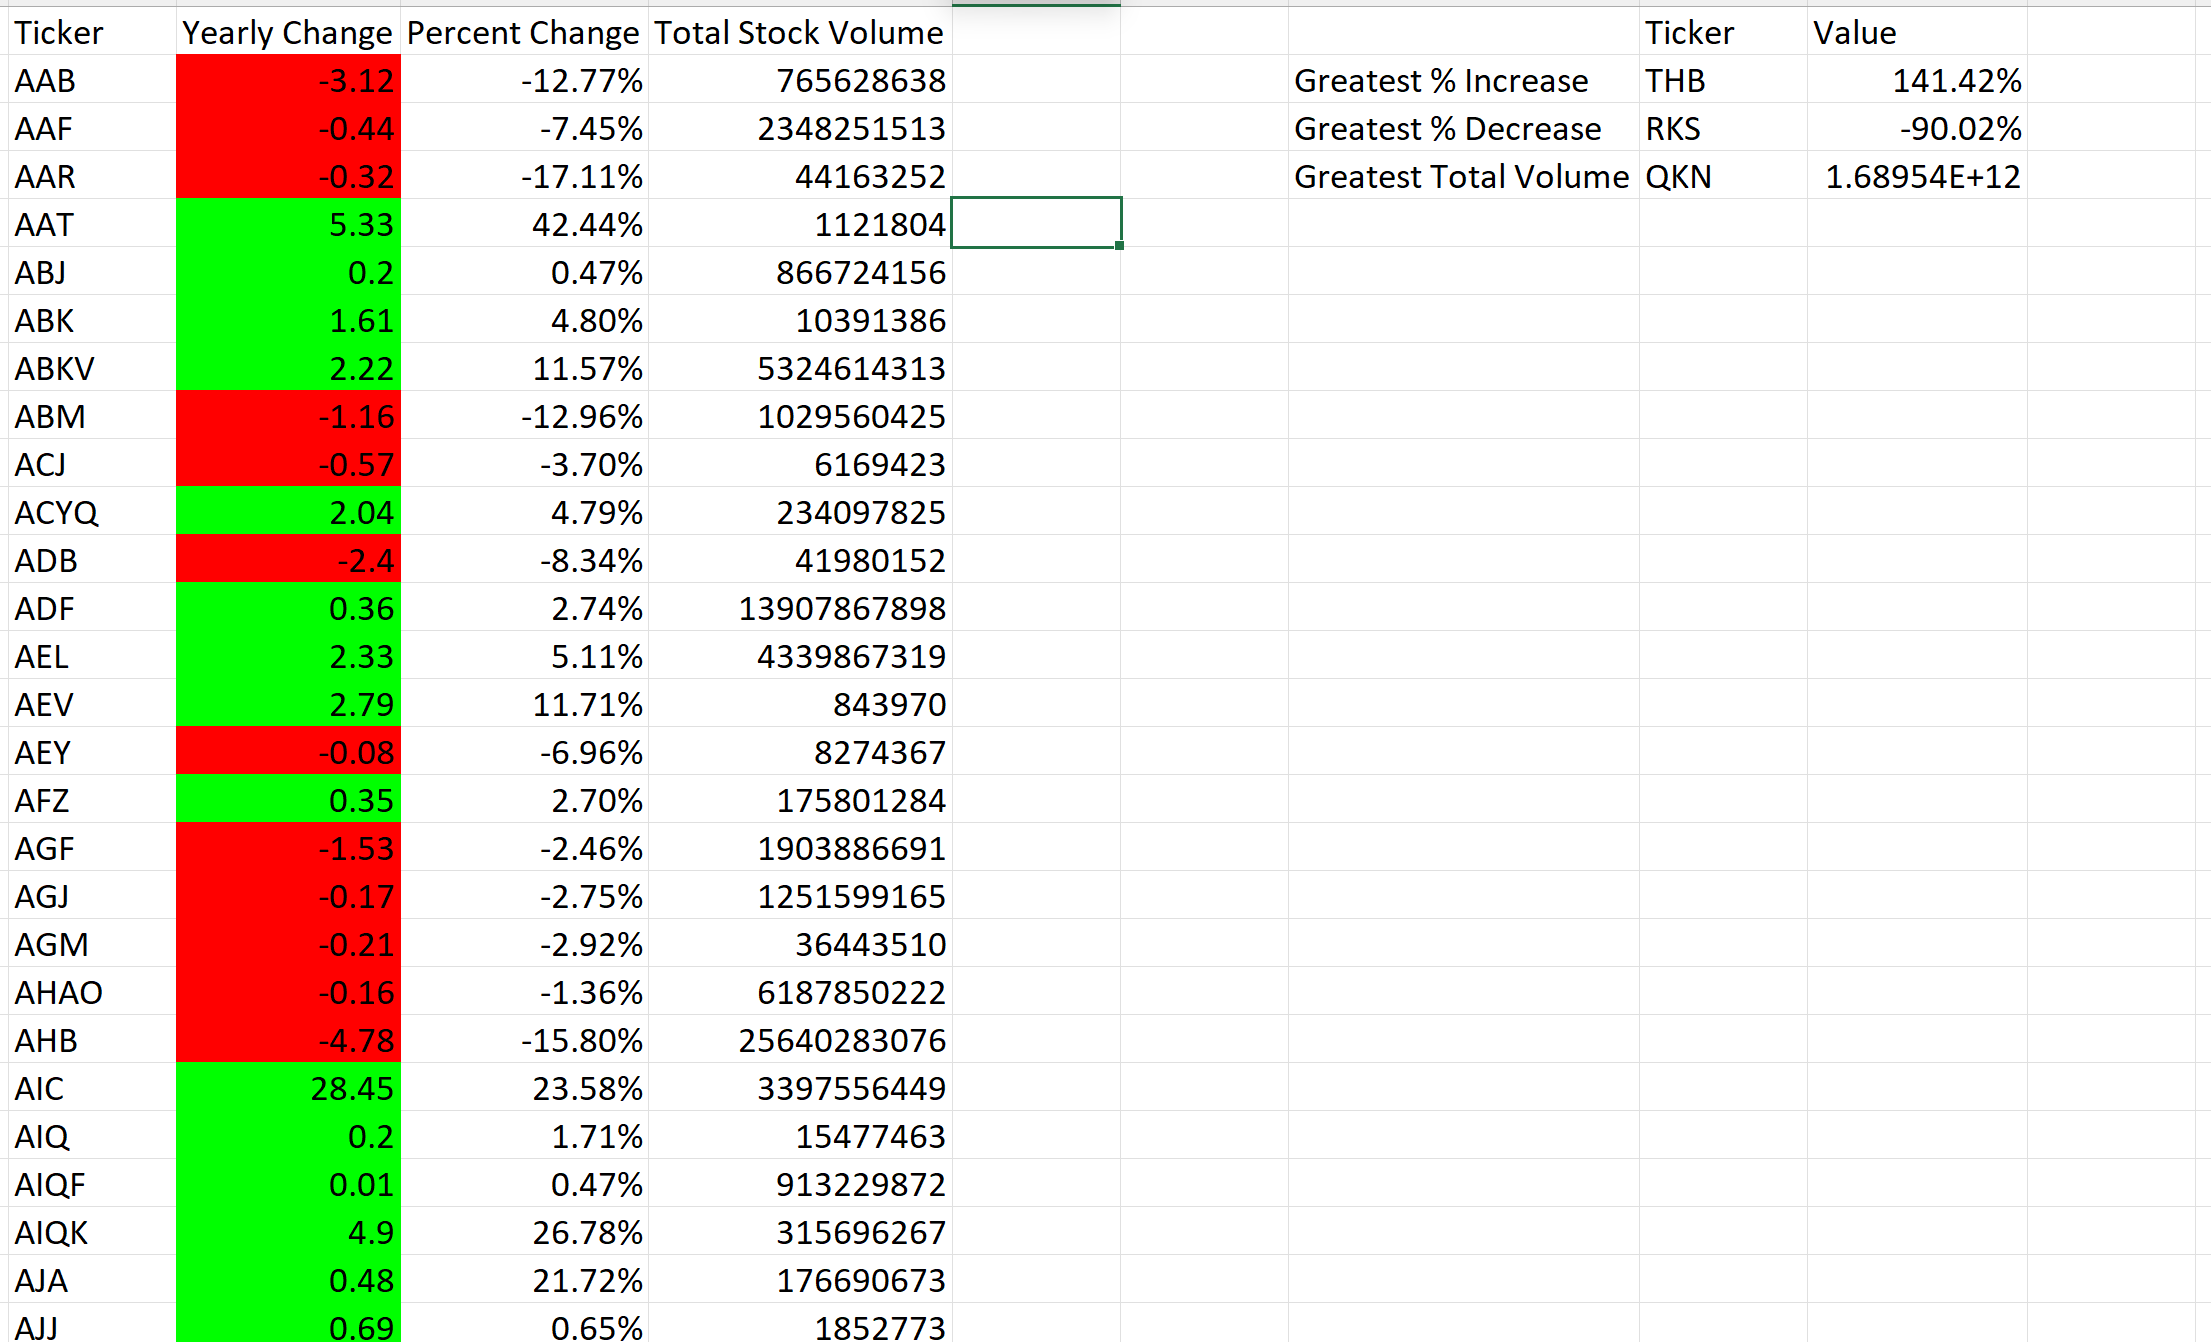 Ticker Yearly Change Percent Change Total Stock Volume Ticker Value
AAB -3.12 -12.77% 765628638 Greatest % Increase THB 141.42%
AAF -0.44 -7.45% 2348251513 Greatest % Decrease RKS -90.02%
AAR -0.32 -17.11% 44163252 Greatest Total Volume QKN 1.68954E+12
AAT 5.33 42.44% 1121804
ABJ 0.2 0.47% 866724156
ABK 1.61 4.80% 10391386
ABKV 2.22 11.57% 5324614313
ABM -1.16 -12.96% 1029560425
ACJ -0.57 -3.70% 6169423
ACYQ 2.04 4.79% 234097825
ADB -2.4 -8.34% 41980152
ADF 0.36 2.74% 13907867898
AEL 2.33 5.11% 4339867319
AEV 2.79 11.71% 843970
AEY -0.08 -6.96% 8274367
AFZ 0.35 2.70% 175801284
AGF -1.53 -2.46% 1903886691
AGJ -0.17 -2.75% 1251599165
AGM -0.21 -2.92% 36443510
AHAO -0.16 -1.36% 6187850222
AHB -4.78 -15.80% 25640283076
AIC 28.45 23.58% 3397556449
AIQ 0.2 1.71% 15477463
AIQF 0.01 0.47% 913229872
AIQK 4.9 26.78% 315696267
AJA 0.48 21.72% 176690673
AJJ 0.69 0.65% 1852773